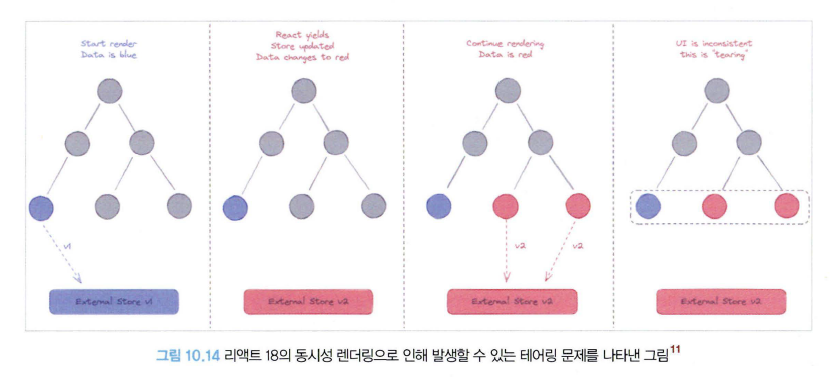 Start render
Data is blue
React yields
Store updated
Data changes to red
Continue rendering
Data is red
UI is inconsistent
this is "tearing"
v1
v2
v2
External Store v1
External Store v2
External Store v2
External Store v2
그림 10.14 리액트 18의 동시성 렌더링으로 인해 발생할 수 있는 테어링 문제를 나타낸 그림11